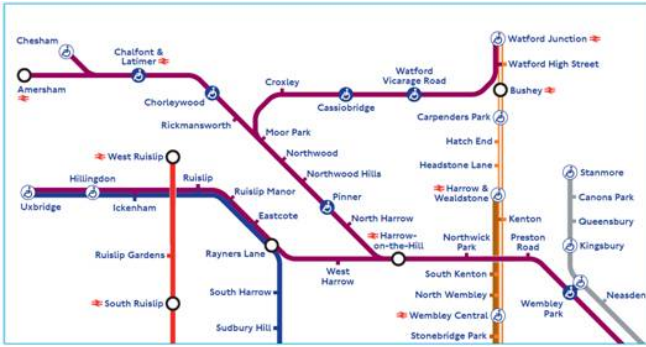 Chesham
Chalfont &
Latimer
Amersham
Chorleywood
Rickmansworth
Croxley
Cassiobridge
Watford
Vicarage Road
Watford Junction
Watford High Street
Bushey
Carpenders Park
Hatch End
Headstone Lane
Harrow &
Wealdstone
Kenton
Moor Park
Northwood
Northwood Hills
Pinner
North Harrow
Harrow-
on-the-Hill
West Ruislip
Hillingdon
Uxbridge
Ickenham
Ruislip
Ruislip Manor
Eastcote
Rayners Lane
West
Harrow
Ruislip Gardens
South Ruislip
South Harrow
Sudbury Hill
Northwick
Park
Preston
Road
South Kenton
North Wembley
Wembley Central
Stonebridge Park
Stanmore
Canons Park
Queensbury
Kingsbury
Wembley
Park
Neasden